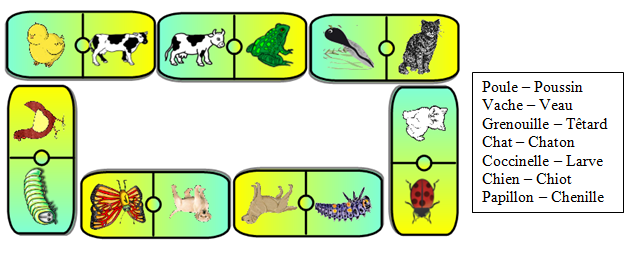 Poule – Poussin
Vache – Veau
Grenouille – Têtard
Chat – Chaton
Coccinelle – Larve
Chien – Chiot
Papillon – Chenille